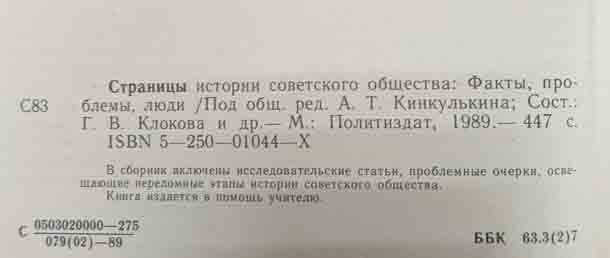 Страницы истории советского общества: Факты, про-
С83 блемы, люди /Под общ. ред. А. Т. Кинкулькина; Сост.:
Г. В. Клокова и др.— М.: Политиздат, 1989.— 447 с.
ISBN 5—250—01044—X
В сборник включены исследовательские статьи, проблемные очерки, осве-
щающие переломные этапы истории советского общества.
Книга издается в помощь учителю.
С 0503020000—275
079(02)—89
ББК 63.3(2)7